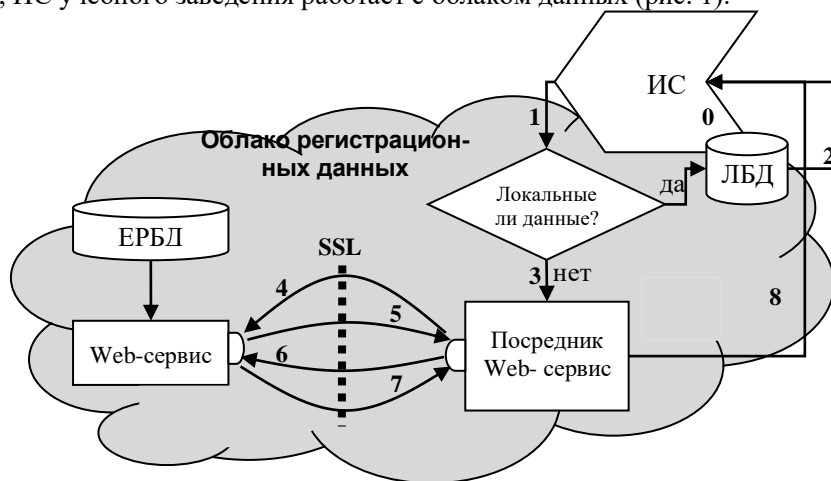 , ИС учебного заведения работает с облаком данных (рис. 1).
ИС
0
1
Облако регистрацион-
ных данных
2
ЛБД
да
Локальные
ли данные?
ЕРБД
SSL
3 нет
4
8
5
Посредник
Web- сервис
Web-сервис
6
7